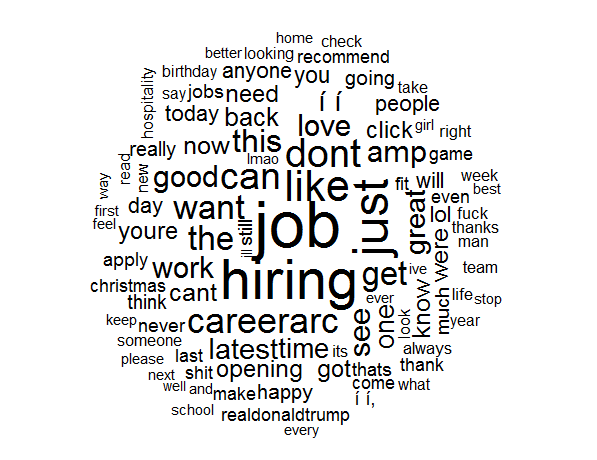 home
check
better
looking
recommend
birthday
anyone
you
going
take
hospitality
say
jobs
need
í í
people
today
back
love
click
girl
right
really
now
this
lmao
dont
amp
game
read
new
way
good
can
like
fit
will
week
best
even
first
feel
day
want
job
just
great
lol
fuck
thanks
man
youre
the
still
jill
were
apply
work
hiring
get
ive
team
christmas
think
cant
ever
know
much
life
stop
keep
never
careerarc
see
one
look
year
someone
latest
time
its
always
please
last
opening
got
thats
thank
next
shit
come
what
well
and
make
happy
í í,
school
realdonaldtrump
every